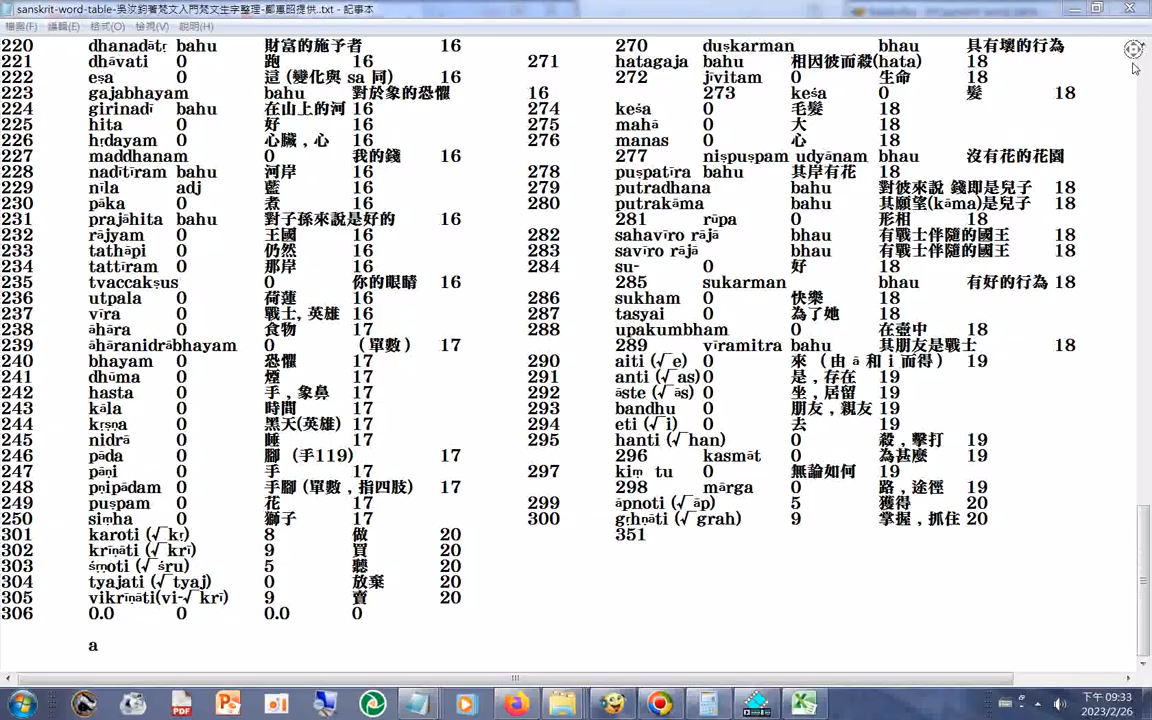 sanskrit-word-table-吳汝鈞著梵文入門梵文生字整理-鄭憲昭提供..txt - 記事本
檔案(F) 編輯(E) 格式(O) 檢視(V) 說明(H)
220 dhanadātṛ bahu 財富的施予者 16 270 duṣkarman bhau 具有壞的行為
221 dhāvati 0 跑 16 271 hatagaja bahu 相因彼而殺(hata) 18
222 eṣa 這 (變化與 sa 同) 16 272 jīvitam 0 生命 18
223 gajabhayam bahu 對於象的恐懼 16 273 keśa 0 髮 18
224 girinadī bahu 在山上的河 16 274 keśa 0 毛髮 18
225 hita 0 好 16 275 mahā 0 大 18
226 hṛdayam 0 心臟 , 心 16 276 manas 0 心 18
227 maddhanam 0 我的錢 16 277 niṣpuṣpam udyānam bhau 沒有花的花園
228 nadītīram bahu 河岸 16 278 puṣpatīra bahu 其岸有花 18
229 nīla adj 藍 16 279 putradhana bahu 對彼來說 錢即是兒子 18
230 pāka 0 煮 16 280 putrakāma bahu 其願望(kāma)是兒子 18
231 prajāhita bahu 對子孫來說是好的 16 281 rūpa 0 形相 18
232 rājyam 0 王國 16 282 sahavīro rājā bhau 有戰士伴隨的國王 18
233 tathāpi 0 仍然 16 283 savīro rājā bhau 有戰士伴隨的國王 18
234 tattīram 0 那岸 16 284 su- 0 好 18
235 tvaccakṣus 0 你的眼睛 16 285 sukarman bhau 有好的行為 18
236 utpala 0 荷蓮 16 286 sukham 0 快樂 18
237 vīra 0 戰士, 英雄 16 287 tasyai 0 為了她 18
238 āhāra 0 食物 17 288 upakumbham 0 在壺中 18
239 āhāranidrābhayam 0 (單數) 17 289 vīramitra bahu 其朋友是戰士 18
240 bhayam 0 恐懼 17 290 aiti (√e) 0 來 (由 ā 和 i 而得) 19
241 dhūma 0 煙 17 291 anti (√as) 0 是 , 存在 19
242 hasta 0 手 , 象鼻 17 292 āste (√ās) 0 坐 , 居留 19
243 kāla 0 時間 17 293 bandhu 0 朋友 , 親友 19
244 kṛṣṇa 0 黑天(英雄) 17 294 eti (√i) 0 去 19
245 nidrā 0 睡 17 295 hanti (√han) 0 殺 , 擊打 19
246 pāda 0 腳 (手119) 17 296 kasmāt 0 為甚麼 19
247 pāṇi 0 手 17 297 kiṃ tu 0 無論如何 19
248 pṇipādam 0 手腳 (單數 , 指四肢) 17 298 mārga 0 路 , 途徑 19
249 puṣpam 0 花 17 299 āpnoti (√āp) 5 獲得 20
250 siṃha 0 獅子 17 300 gṛhṇāti (√grah) 9 掌握 , 抓住 20
301 karoti (√kṛ) 8 做 20 351
302 krīṇāti (√krī) 9 買 20
303 śṃoti (√śru) 5 聽 20
304 tyajati (√tyaj) 0 放棄 20
305 vikrīṇāti(vi-√krī) 9 賣 20
306 0.0 0 0.0 0
a
下午 09:33
2023/2/26